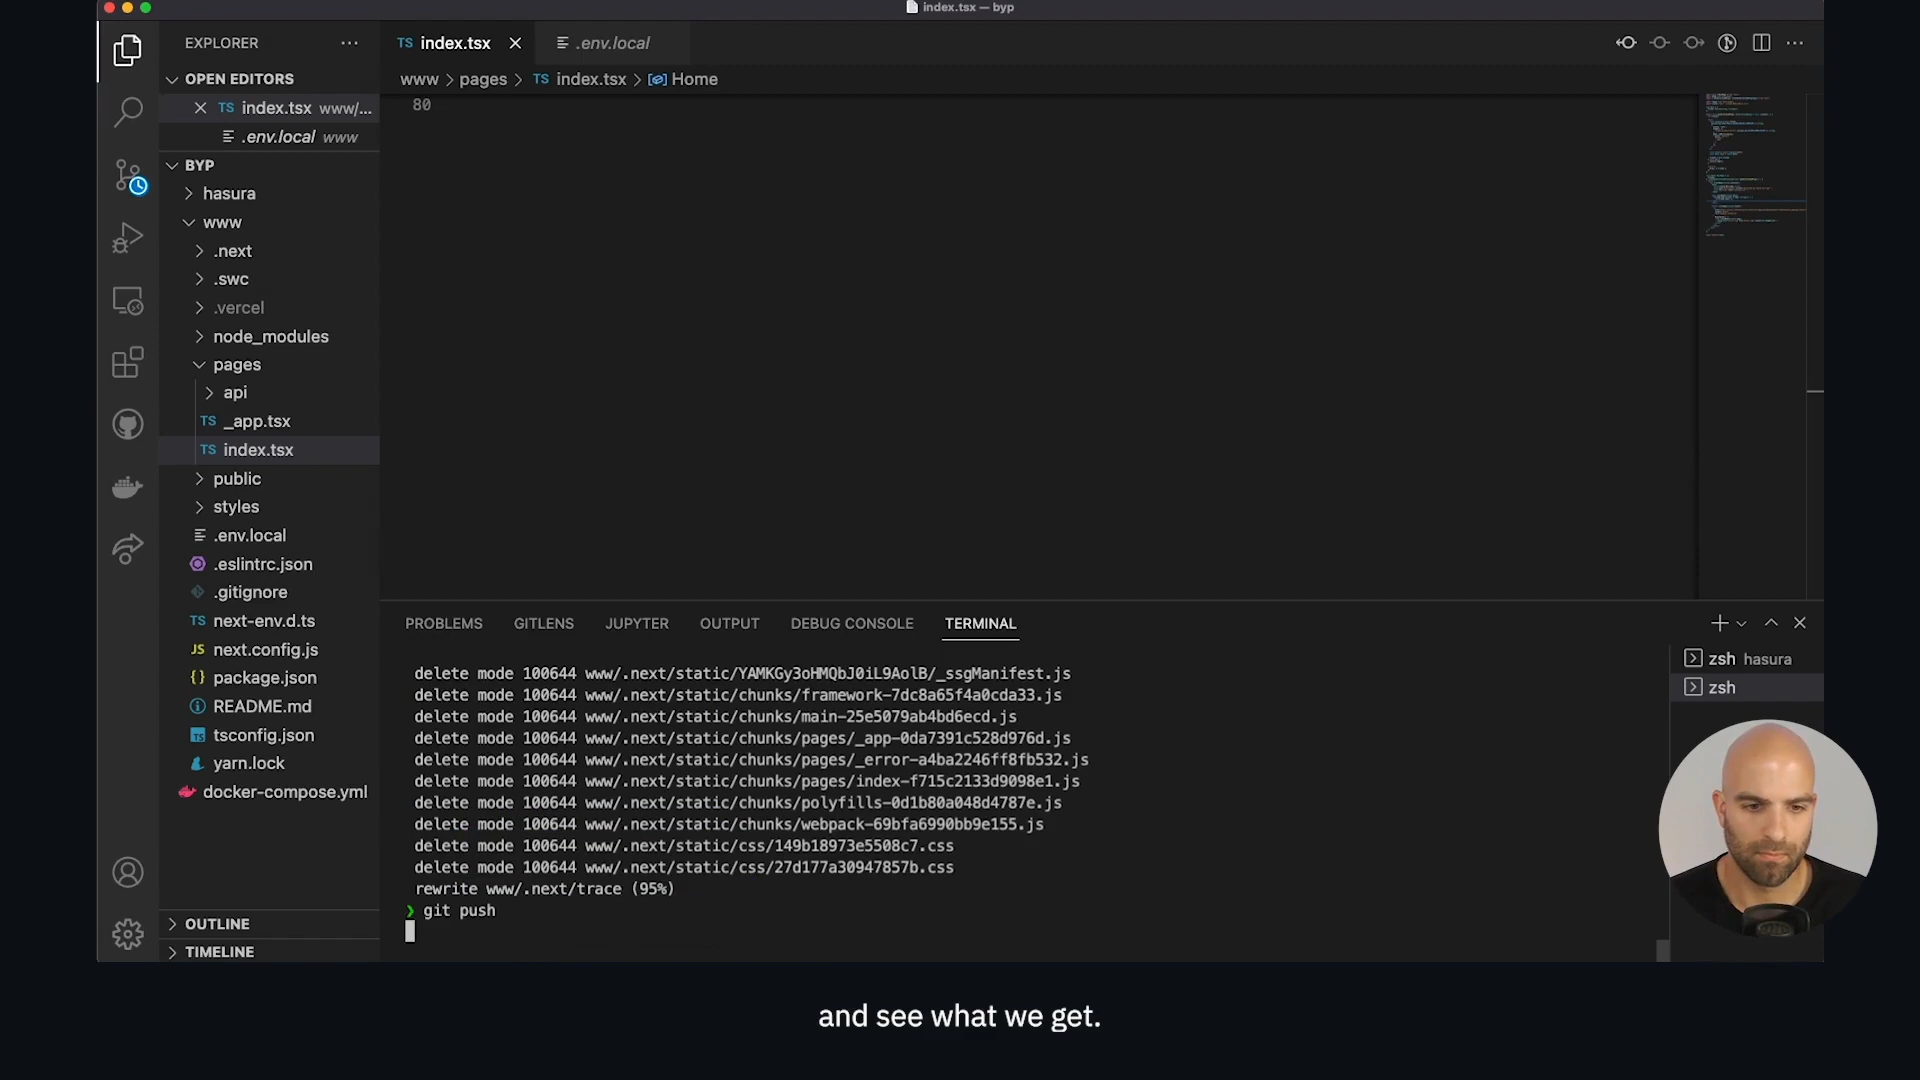 index.tsx — byp
EXPLORER
OPEN EDITORS
TS index.tsx www/...
.env.local www
BYP
hasura
www
.next
.swc
.vercel
node_modules
pages
api
TS _app.tsx
TS index.tsx
public
styles
.env.local
.eslintrc.json
.gitignore
TS next-env.d.ts
JS next.config.js
{} package.json
README.md
TS tsconfig.json
yarn.lock
docker-compose.yml
OUTLINE
TIMELINE
TS index.tsx
.env.local
www > pages > TS index.tsx > Home
80
PROBLEMS GITLENS JUPYTER OUTPUT DEBUG CONSOLE TERMINAL
delete mode 100644 www/.next/static/YAMKGy3oHMQbJ0iL9AolB/_ssgManifest.js
delete mode 100644 www/.next/static/chunks/framework-7dc8a65f4a0cda33.js
delete mode 100644 www/.next/static/chunks/main-25e5079ab4bd6ecd.js
delete mode 100644 www/.next/static/chunks/pages/_app-0da7391c528d976d.js
delete mode 100644 www/.next/static/chunks/pages/_error-a4ba2246ff8fb532.js
delete mode 100644 www/.next/static/chunks/pages/index-f715c2133d9098e1.js
delete mode 100644 www/.next/static/chunks/polyfills-0d1b80a048d4787e.js
delete mode 100644 www/.next/static/chunks/webpack-69bfa6990bb9e155.js
delete mode 100644 www/.next/static/css/149b18973e5508c7.css
delete mode 100644 www/.next/static/css/27d177a30947857b.css
rewrite www/.next/trace (95%)
❯ git push
zsh hasura
zsh
and see what we get.